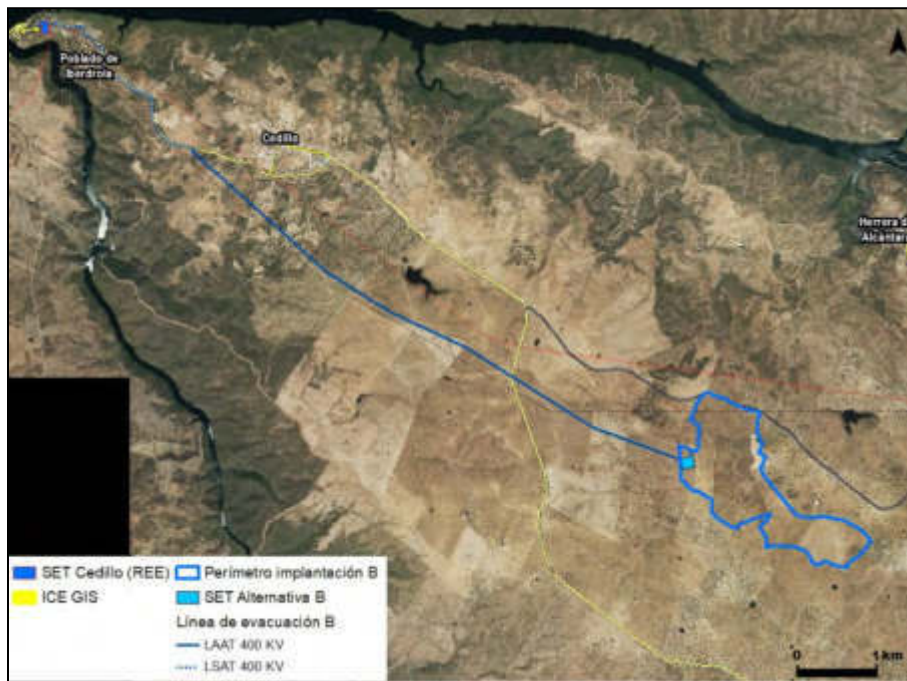 Poblado de
Iberdrola
Cedillo
Herrera d
Alcántar
SET Cedillo (REE)
Perímetro implantación B
ICE GIS
SET Alternativa B
Línea de evacuación B
LAAT 400 KV
LSAT 400 KV
0
1 km